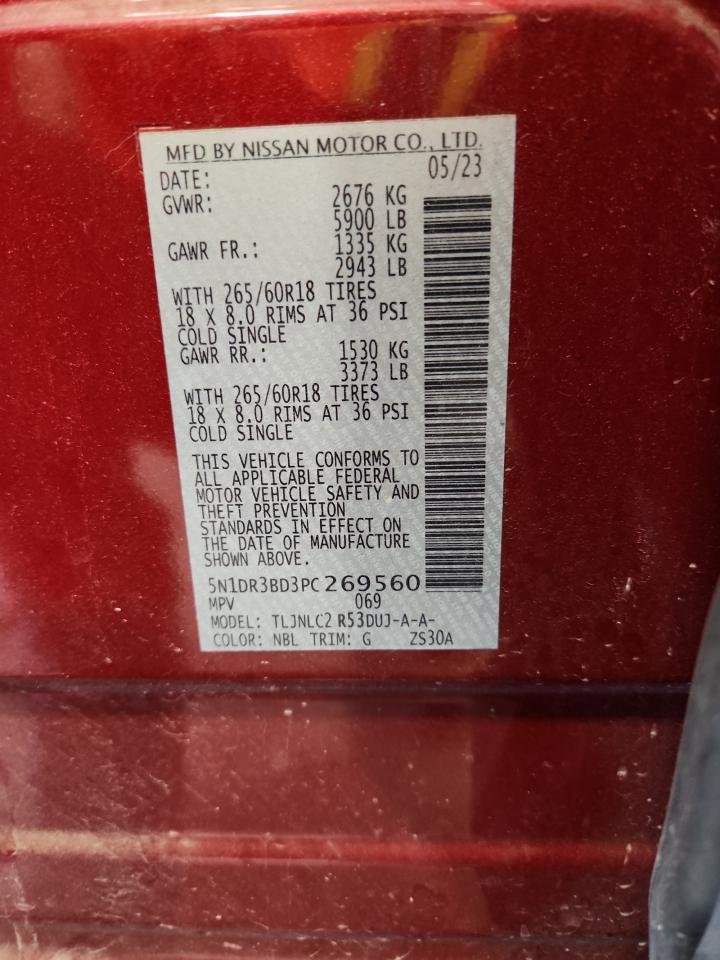 MFD BY NISSAN MOTOR CO., LTD.
DATE: 05/23
GVWR: 2676 KG
5900 LB
GAWR FR.: 1335 KG
2943 LB
WITH 265/60R18 TIRES
18 X 8.0 RIMS AT 36 PSI
COLD SINGLE
GAWR RR.: 1530 KG
3373 LB
WITH 265/60R18 TIRES
18 X 8.0 RIMS AT 36 PSI
COLD SINGLE
THIS VEHICLE CONFORMS TO
ALL APPLICABLE FEDERAL
MOTOR VEHICLE SAFETY AND
THEFT PREVENTION
STANDARDS IN EFFECT ON
THE DATE OF MANUFACTURE
SHOWN ABOVE.
5N1DR3BD3PC269560
MPV 069
MODEL: TLJNLC2 R53DUJ-A-A-
COLOR: NBL TRIM: G ZS30A